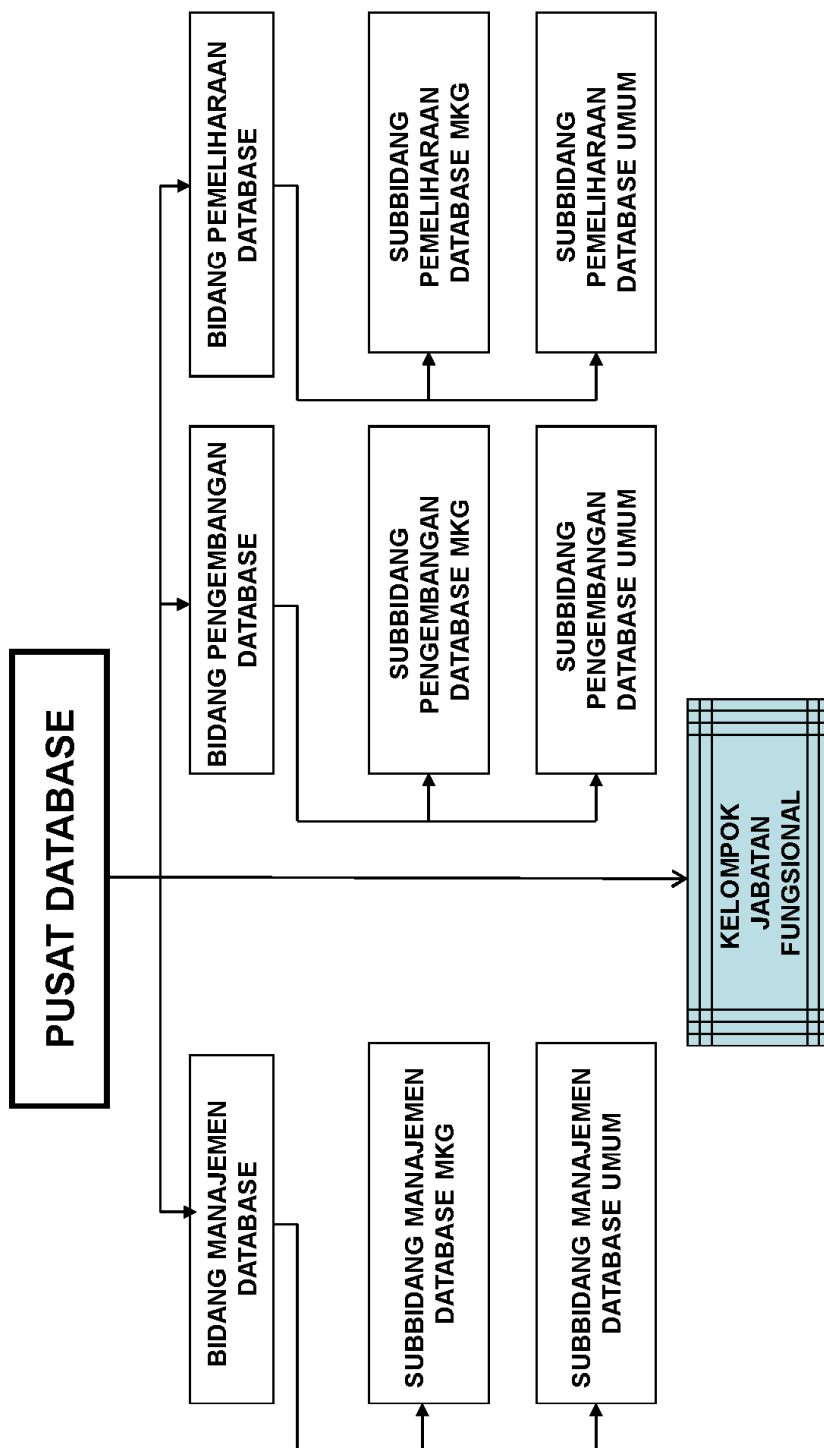 PUSAT DATABASE
BIDANG MANAJEMEN
DATABASE
BIDANG PENGEMBANGAN
DATABASE
BIDANG PEMELIHARAAN
DATABASE
SUBBIDANG MANAJEMEN
DATABASE MKG
SUBBIDANG
PENGEMBANGAN
DATABASE MKG
SUBBIDANG
PEMELIHARAAN
DATABASE MKG
SUBBIDANG MANAJEMEN
DATABASE UMUM
SUBBIDANG
PENGEMBANGAN
DATABASE UMUM
SUBBIDANG
PEMELIHARAAN
DATABASE UMUM
KELOMPOK
JABATAN
FUNGSIONAL